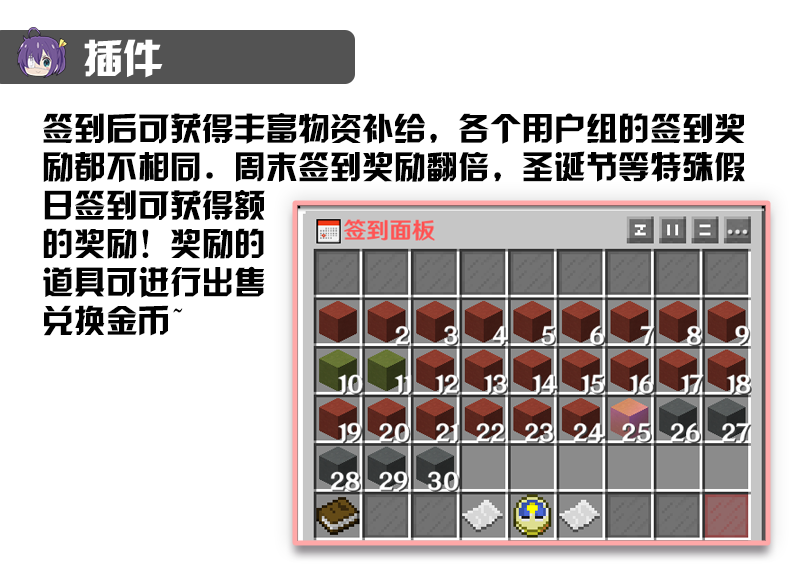 插件
签到后可获得丰富物资补给，各个用户组的签到奖
励都不相同．周末签到奖励翻倍，圣诞节等特殊假
日签到可获得额
的奖励！奖励的
道具可进行出售
兑换金币~
签到面板
2 3 4 5 6 7 8 9
10 11 12 13 14 15 16 17 18
19 20 21 22 23 24 25 26 27
28 29 30